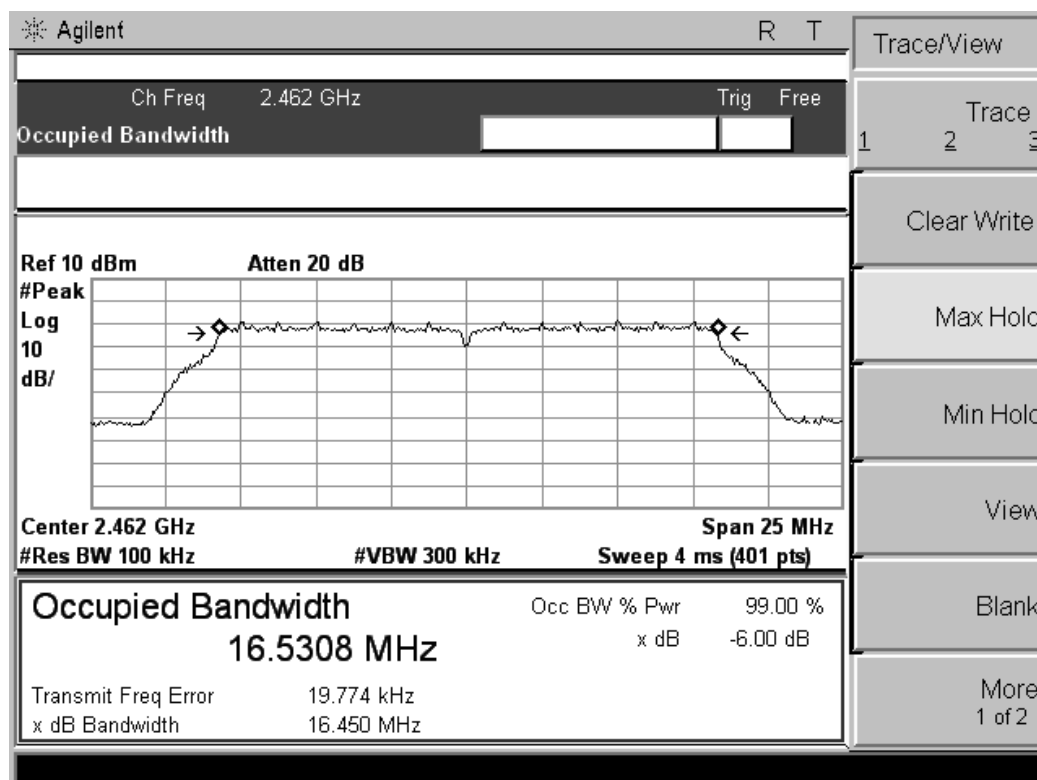 Agilent R T
Trace/View
Ch Freq 2.462 GHz Trig Free
Occupied Bandwidth
Trace
1 2 3
Clear Write
Ref 10 dBm Atten 20 dB
#Peak
Log
10
dB/
Max Hold
Min Hold
Center 2.462 GHz Span 25 MHz
#Res BW 100 kHz #VBW 300 kHz Sweep 4 ms (401 pts)
View
Occupied Bandwidth
16.5308 MHz
Occ BW % Pwr 99.00 %
x dB -6.00 dB
Blank
Transmit Freq Error 19.774 kHz
x dB Bandwidth 16.450 MHz
More
1 of 2